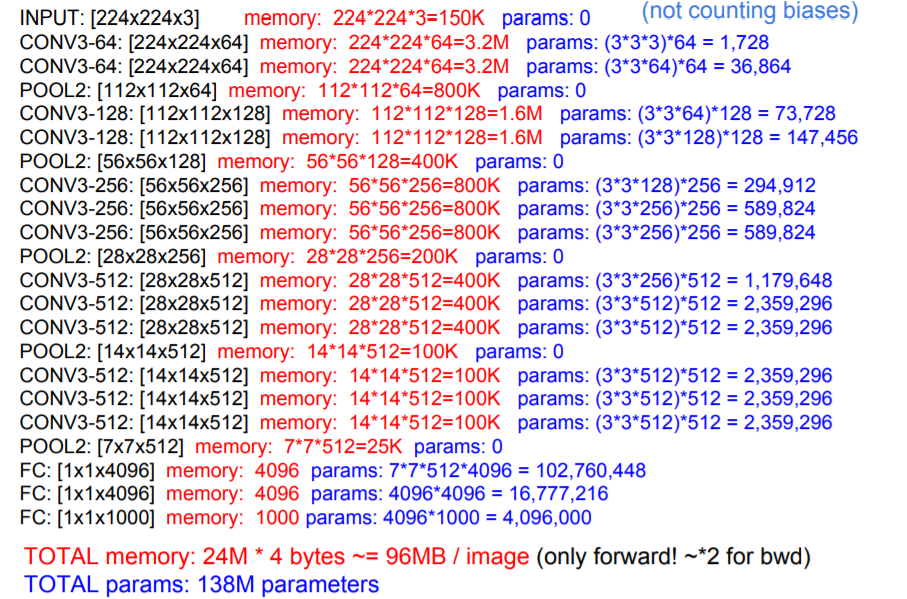 INPUT: [224x224x3] memory: 224*224*3=150K params: 0 (not counting biases)
CONV3-64: [224x224x64] memory: 224*224*64=3.2M params: (3*3*3)*64 = 1,728
CONV3-64: [224x224x64] memory: 224*224*64=3.2M params: (3*3*64)*64 = 36,864
POOL2: [112x112x64] memory: 112*112*64=800K params: 0
CONV3-128: [112x112x128] memory: 112*112*128=1.6M params: (3*3*64)*128 = 73,728
CONV3-128: [112x112x128] memory: 112*112*128=1.6M params: (3*3*128)*128 = 147,456
POOL2: [56x56x128] memory: 56*56*128=400K params: 0
CONV3-256: [56x56x256] memory: 56*56*256=800K params: (3*3*128)*256 = 294,912
CONV3-256: [56x56x256] memory: 56*56*256=800K params: (3*3*256)*256 = 589,824
CONV3-256: [56x56x256] memory: 56*56*256=800K params: (3*3*256)*256 = 589,824
POOL2: [28x28x256] memory: 28*28*256=200K params: 0
CONV3-512: [28x28x512] memory: 28*28*512=400K params: (3*3*256)*512 = 1,179,648
CONV3-512: [28x28x512] memory: 28*28*512=400K params: (3*3*512)*512 = 2,359,296
CONV3-512: [28x28x512] memory: 28*28*512=400K params: (3*3*512)*512 = 2,359,296
POOL2: [14x14x512] memory: 14*14*512=100K params: 0
CONV3-512: [14x14x512] memory: 14*14*512=100K params: (3*3*512)*512 = 2,359,296
CONV3-512: [14x14x512] memory: 14*14*512=100K params: (3*3*512)*512 = 2,359,296
CONV3-512: [14x14x512] memory: 14*14*512=100K params: (3*3*512)*512 = 2,359,296
POOL2: [7x7x512] memory: 7*7*512=25K params: 0
FC: [1x1x4096] memory: 4096 params: 7*7*512*4096 = 102,760,448
FC: [1x1x4096] memory: 4096 params: 4096*4096 = 16,777,216
FC: [1x1x1000] memory: 1000 params: 4096*1000 = 4,096,000
TOTAL memory: 24M * 4 bytes ~= 96MB / image (only forward! ~*2 for bwd)
TOTAL params: 138M parameters